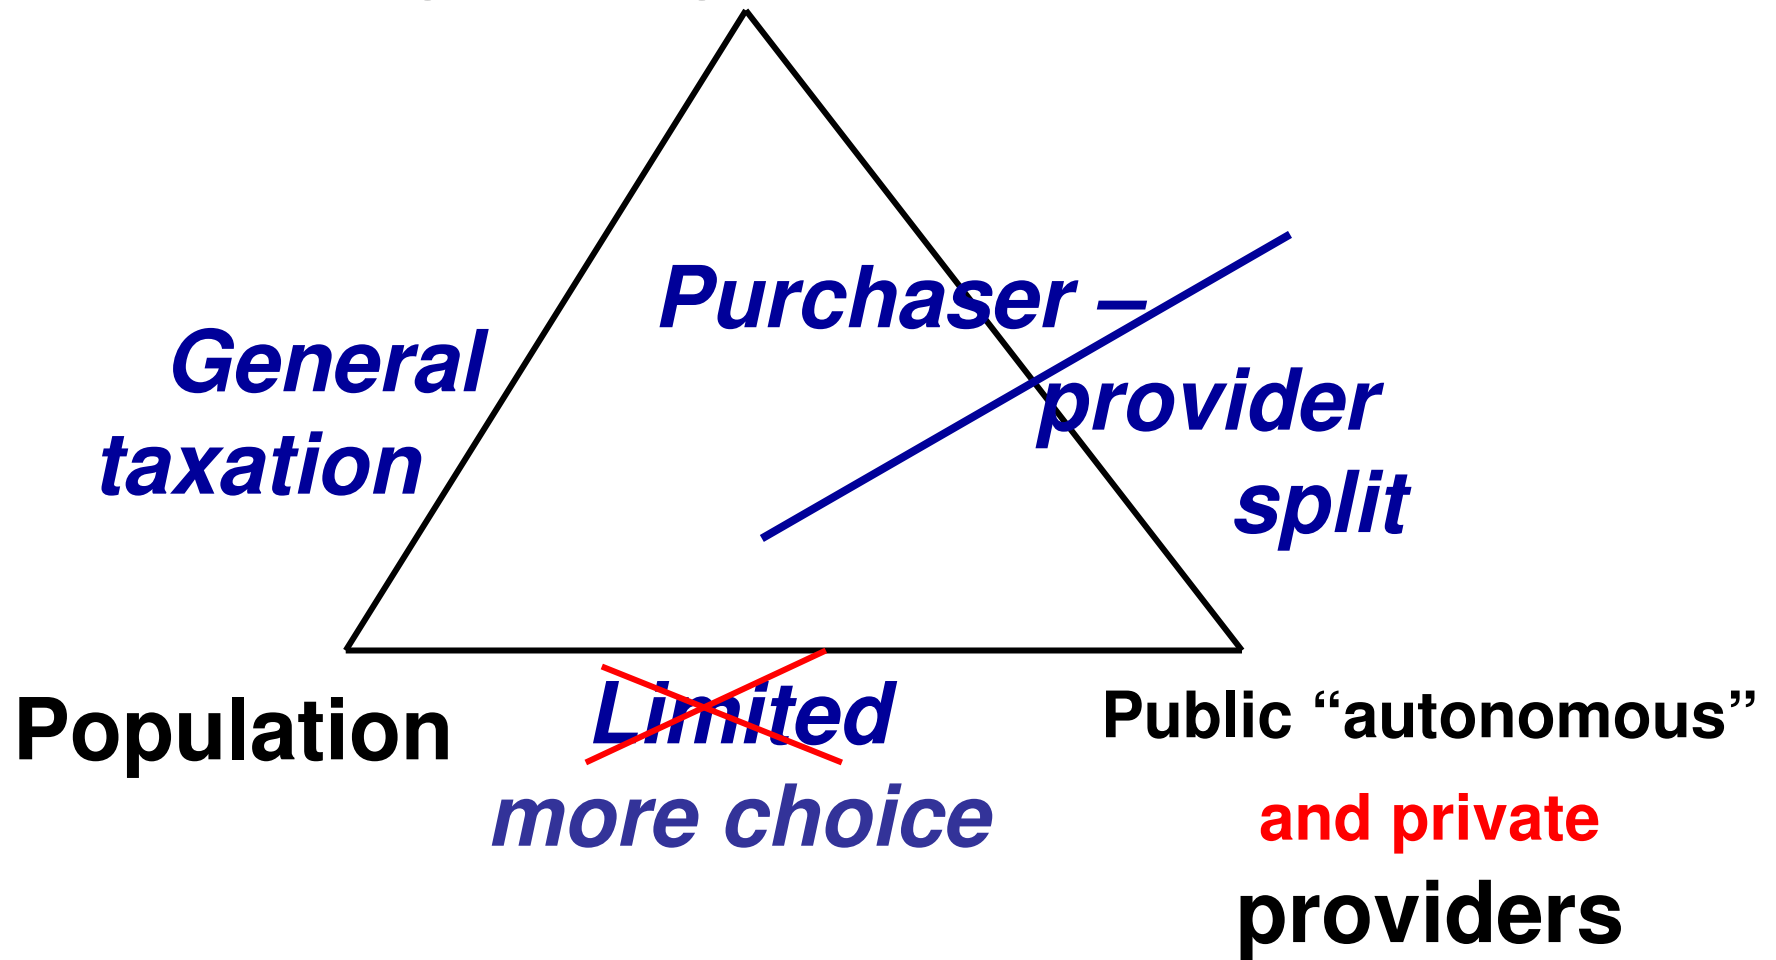 Purchaser –
General
provider
taxation
split
Population
Limited
more choice
Public “autonomous”
and private
providers